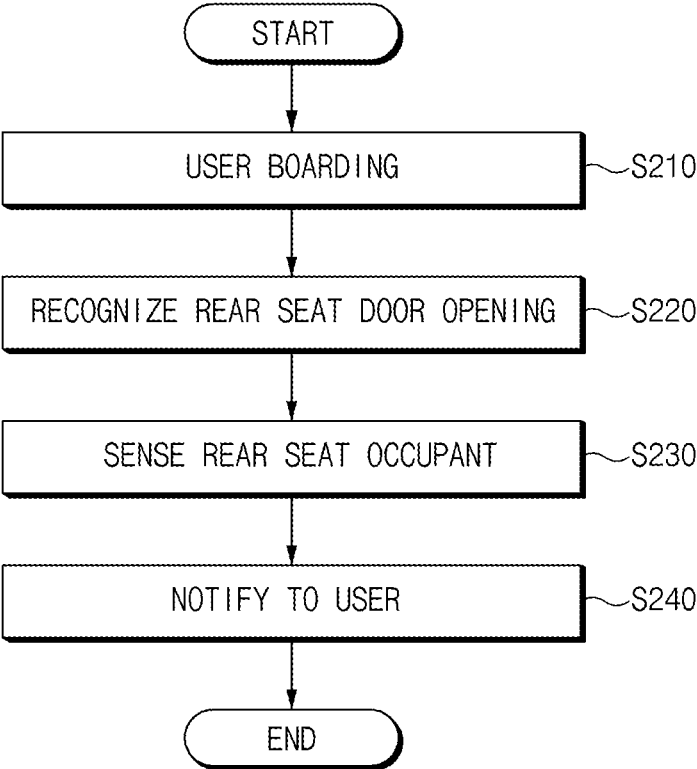 START
USER BOARDING
S210
RECOGNIZE REAR SEAT DOOR OPENING
S220
SENSE REAR SEAT OCCUPANT
S230
NOTIFY TO USER
S240
END